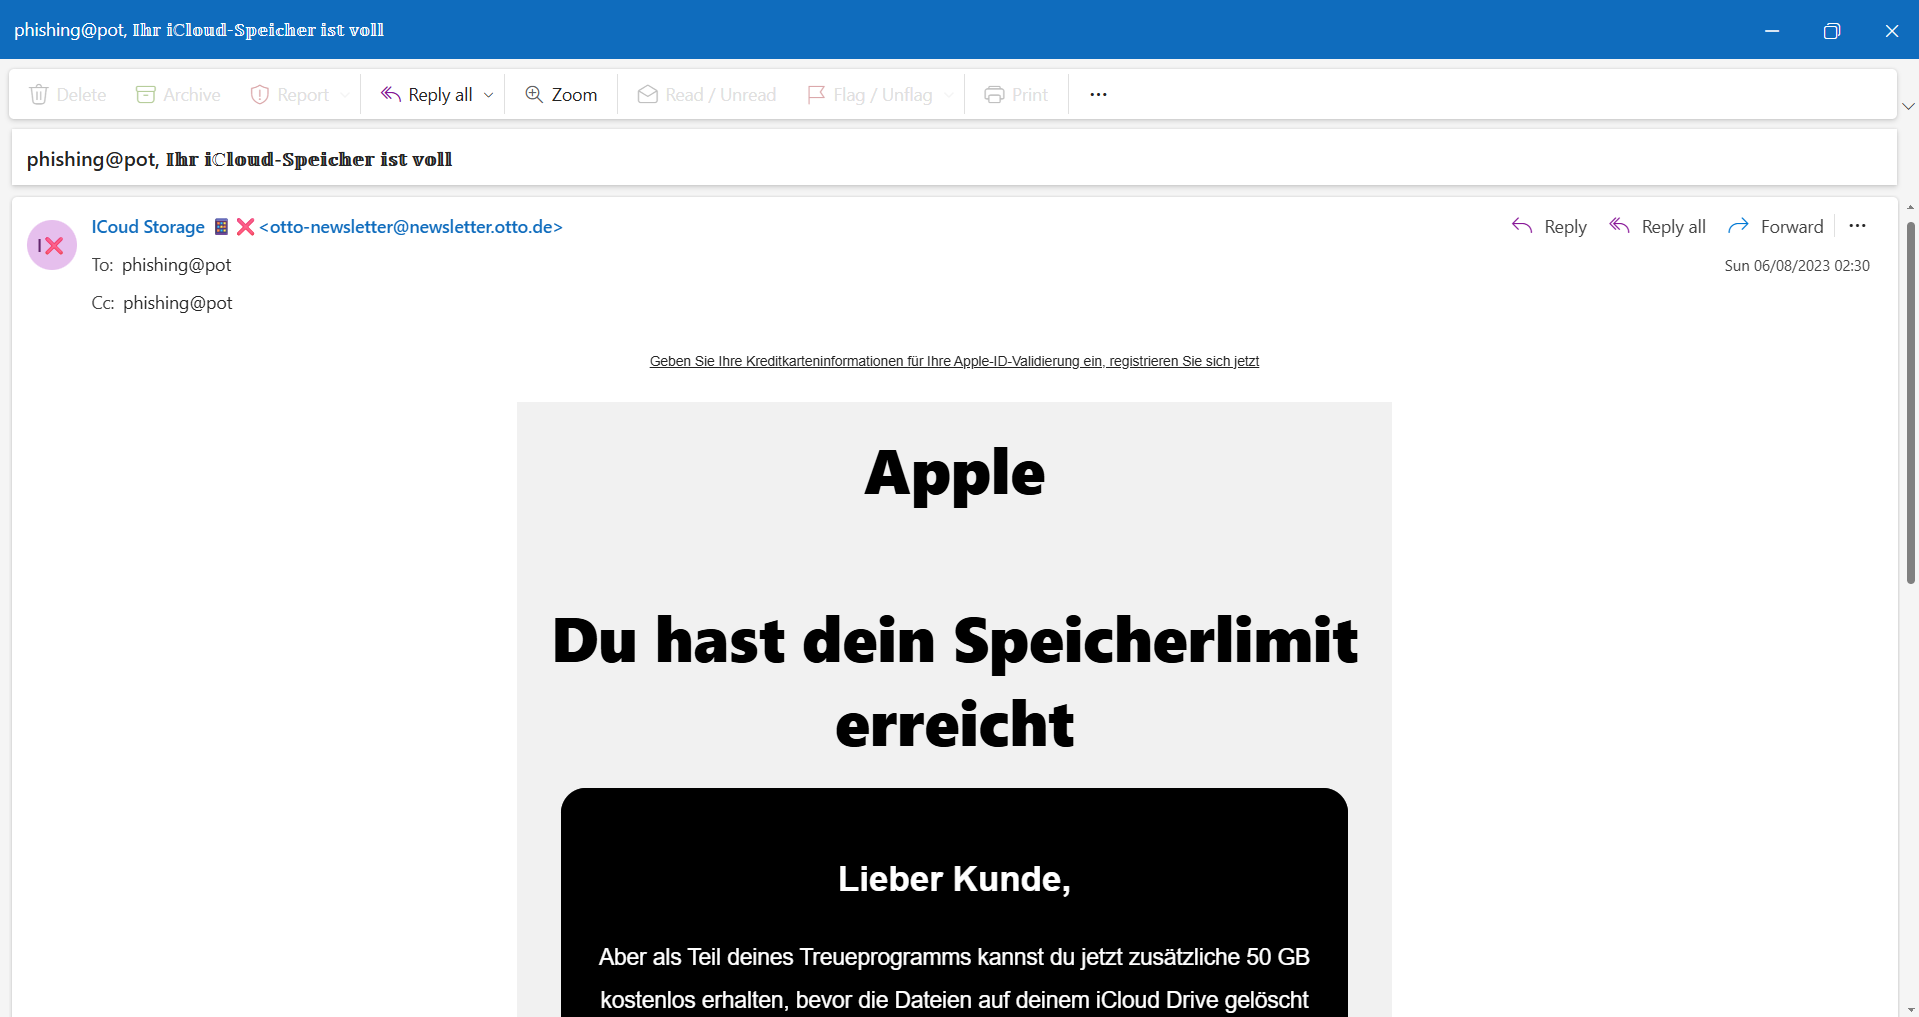 phishing@pot, 𝕀𝕙𝕣 𝕚ℂ𝕝𝕠𝕦𝕕-𝕊𝕡𝕖𝕚𝕔𝕙𝕖𝕣 𝕚𝕤𝕥 𝕧𝕠𝕝𝕝
Delete Archive Report Reply all Zoom Read / Unread Flag / Unflag Print ...
phishing@pot, 𝕀𝕙𝕣 𝕚ℂ𝕝𝕠𝕦𝕕-𝕊𝕡𝕖𝕚𝕔𝕙𝕖𝕣 𝕚𝕤𝕥 𝕧𝕠𝕝𝕝
I❌
ICoud Storage 📱 ❌ <otto-newsletter@newsletter.otto.de>
Reply Reply all Forward ...
To: phishing@pot
Sun 06/08/2023 02:30
Cc: phishing@pot
Geben Sie Ihre Kreditkarteninformationen für Ihre Apple-ID-Validierung ein, registrieren Sie sich jetzt
Apple
Du hast dein Speicherlimit
erreicht
Lieber Kunde,
Aber als Teil deines Treueprogramms kannst du jetzt zusätzliche 50 GB
kostenlos erhalten, bevor die Dateien auf deinem iCloud Drive gelöscht